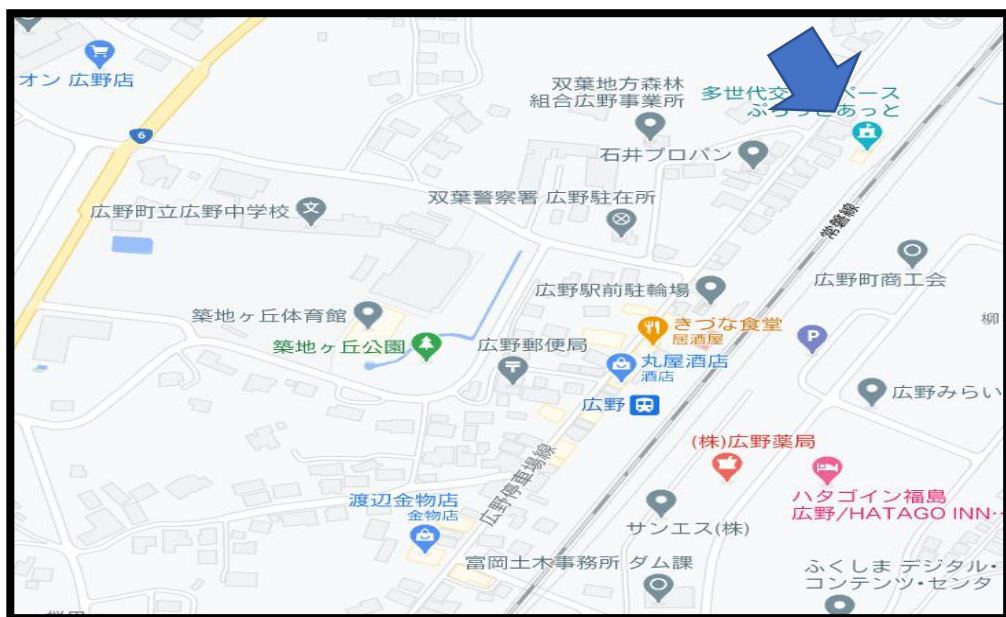 オン 広野店
6
双葉地方森林
組合広野事業所
多世代交
ペース
ぷらっとあっと
石井プロパン
双葉警察署 広野駐在所
広野町立広野中学校
常磐線
広野町商工会
広野駅前駐輪場
築地ヶ丘体育館
きづな食堂
居酒屋
P
柳
築地ヶ丘公園
広野郵便局
丸屋酒店
酒店
広野
広野みらい
(株)広野薬局
広野停車場線
渡辺金物店
金物店
サンエス(株)
ハタゴイン福島
広野/HATAGO INN…
富岡土木事務所 ダム課
ふくしま デジタル・
コンテンツ・センタ